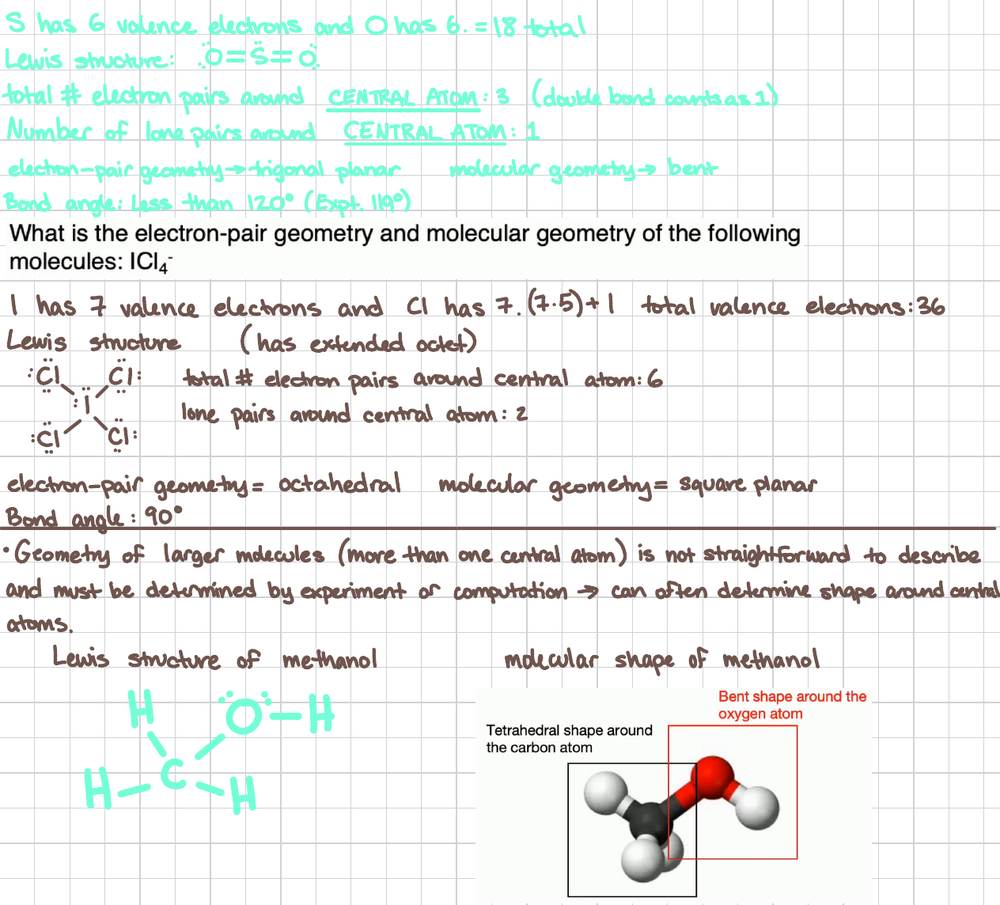 S has 6 valence electrons and O has 6. = 18 total
Lewis structure: :Ö=S̈=Ö:
total # electron pairs around CENTRAL ATOM: 3 (double bond counts as 1)
Number of lone pairs around CENTRAL ATOM: 1
electron-pair geometry → trigonal planar molecular geometry → bent
Bond angle: Less than 120° (Expt. 119°)
What is the electron-pair geometry and molecular geometry of the following
molecules: ICl₄⁻
I has 7 valence electrons and Cl has 7. (7·5)+1 total valence electrons: 36
Lewis structure (has extended octet)
:Cl Cl: total # electron pairs around central atom: 6
:I
lone pairs around central atom: 2
:Cl Cl:
electron-pair geometry = octahedral molecular geometry = square planar
Bond angle: 90°
• Geometry of larger molecules (more than one central atom) is not straightforward to describe
and must be determined by experiment or computation → can often determine shape around central
atoms.
Lewis structure of methanol molecular shape of methanol
H O–H
H–C–H
Bent shape around the
oxygen atom
Tetrahedral shape around
the carbon atom